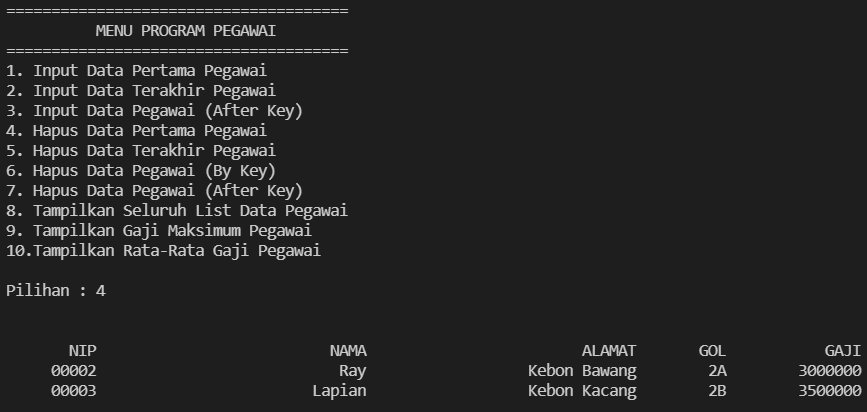 ======================================
MENU PROGRAM PEGAWAI
======================================
1. Input Data Pertama Pegawai
2. Input Data Terakhir Pegawai
3. Input Data Pegawai (After Key)
4. Hapus Data Pertama Pegawai
5. Hapus Data Terakhir Pegawai
6. Hapus Data Pegawai (By Key)
7. Hapus Data Pegawai (After Key)
8. Tampilkan Seluruh List Data Pegawai
9. Tampilkan Gaji Maksimum Pegawai
10.Tampilkan Rata-Rata Gaji Pegawai
Pilihan : 4
NIP NAMA ALAMAT GOL GAJI
00002 Ray Kebon Bawang 2A 3000000
00003 Lapian Kebon Kacang 2B 3500000